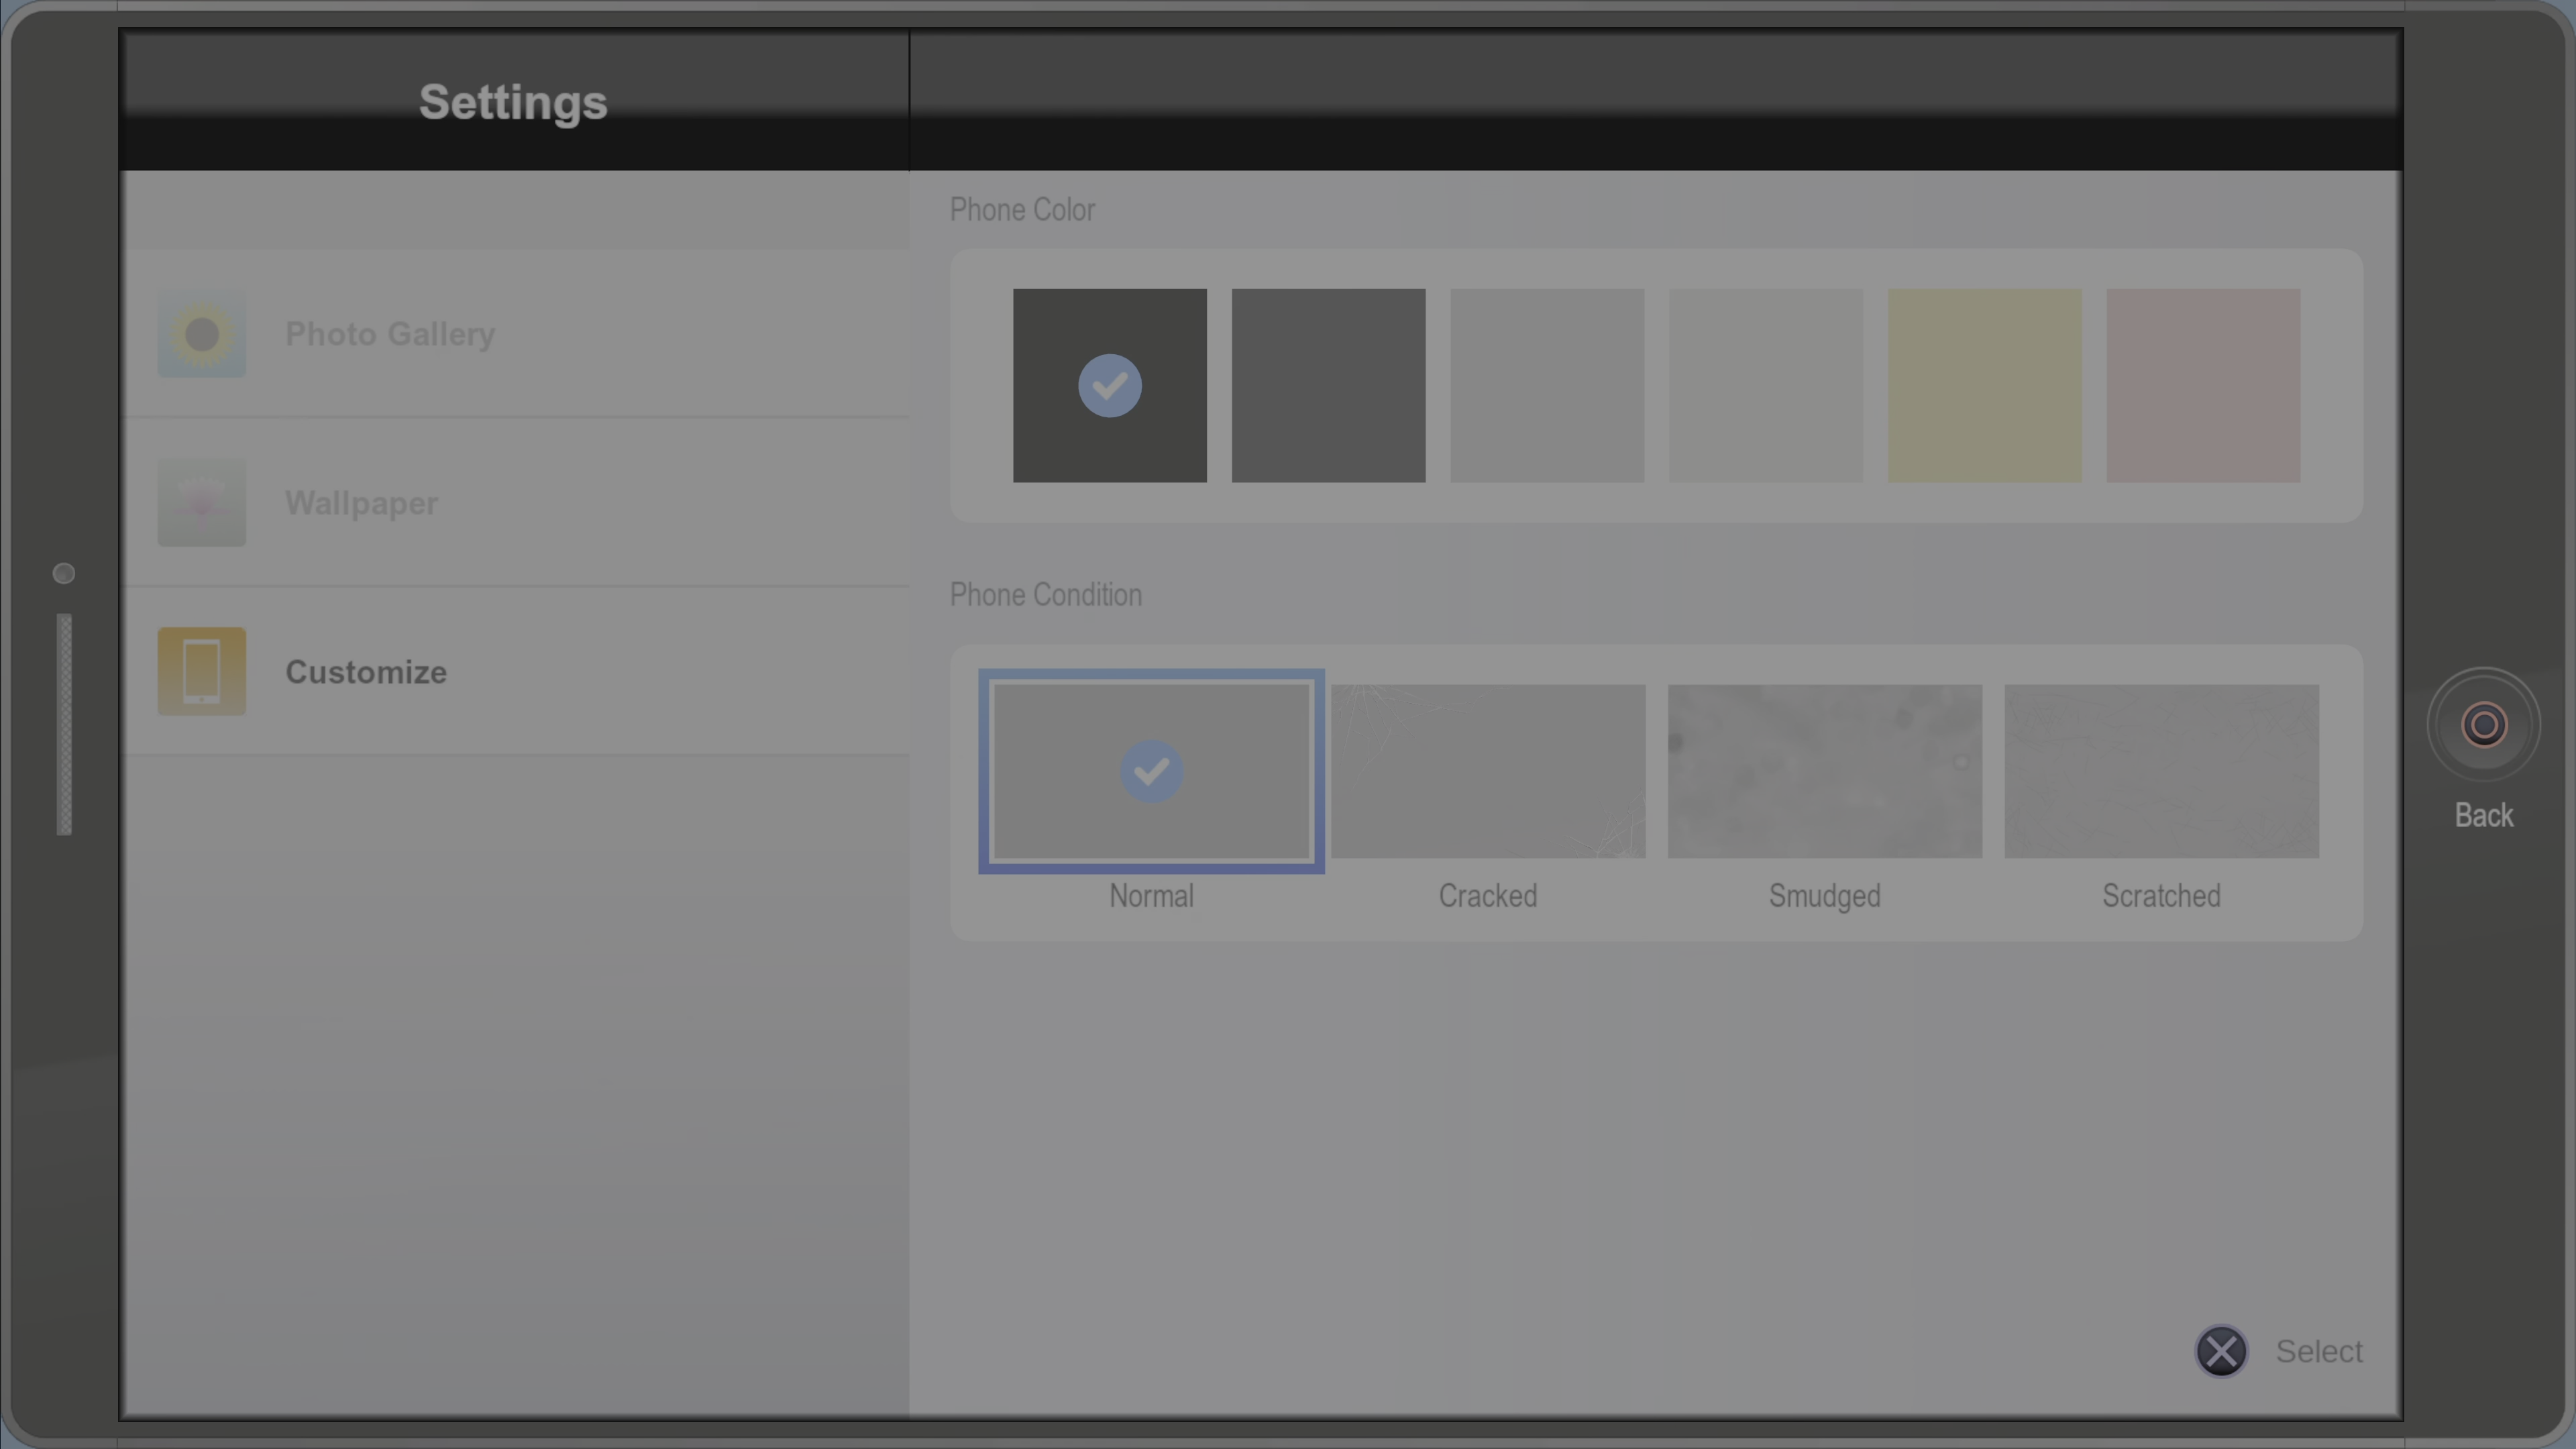 Settings
Photo Gallery
Wallpaper
Customize
Phone Color
Phone Condition
Normal
Cracked
Smudged
Scratched
Back
Select